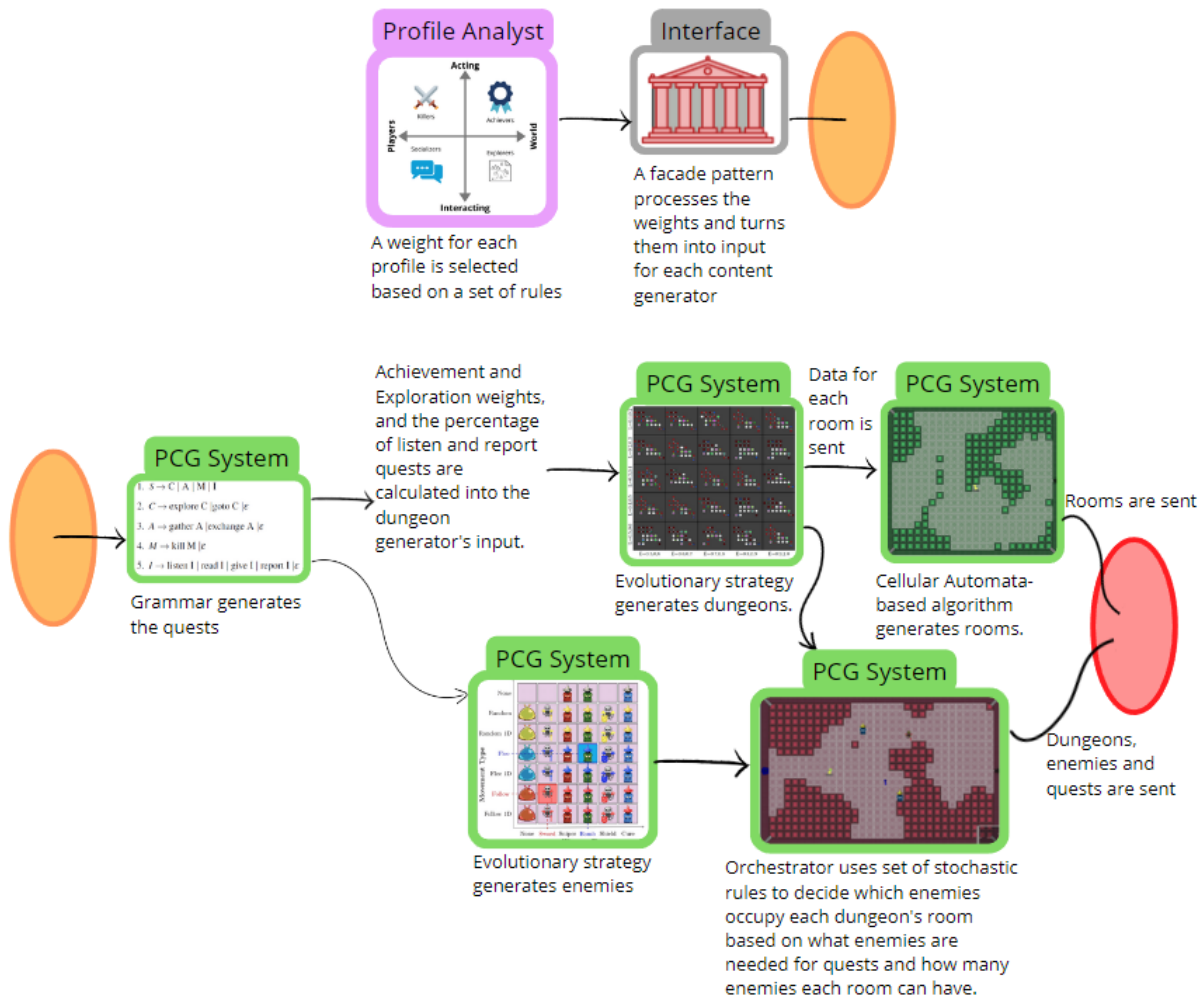 Profile Analyst
Acting
Killers
Achievers
Players
World
Socializers
Explorers
Interacting
A weight for each
profile is selected
based on a set of rules
Interface
A facade pattern
processes the
weights and turns
them into input
for each content
generator
PCG System
1. S → C | A | M | I
2. C → explore C |goto C |ε
3. A → gather A |exchange A |ε
4. M → kill M |ε
5. I → listen I | read I | give I | report I |ε
Grammar generates
the quests
Achievement and
Exploration weights,
and the percentage
of listen and report
quests are
calculated into the
dungeon
generator's input.
PCG System
Evolutionary strategy
generates dungeons.
Data for
each
room is
sent
PCG System
Cellular Automata-
based algorithm
generates rooms.
Rooms are sent
PCG System
Movement Type
None
Random
Random 1D
Flee
Flee 1D
Follow
Follow 1D
None Sword Sniper Bomb Shield Cure
Evolutionary strategy
generates enemies
PCG System
Orchestrator uses set of stochastic
rules to decide which enemies
occupy each dungeon's room
based on what enemies are
needed for quests and how many
enemies each room can have.
Dungeons,
enemies and
quests are sent